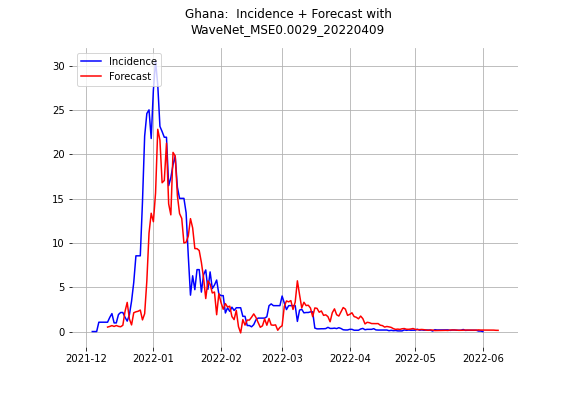 Ghana:  Incidence + Forecast with
WaveNet_MSE0.0029_20220409
Incidence
Forecast
30
25
20
15
10
5
0
2021-12 2022-01 2022-02 2022-03 2022-04 2022-05 2022-06